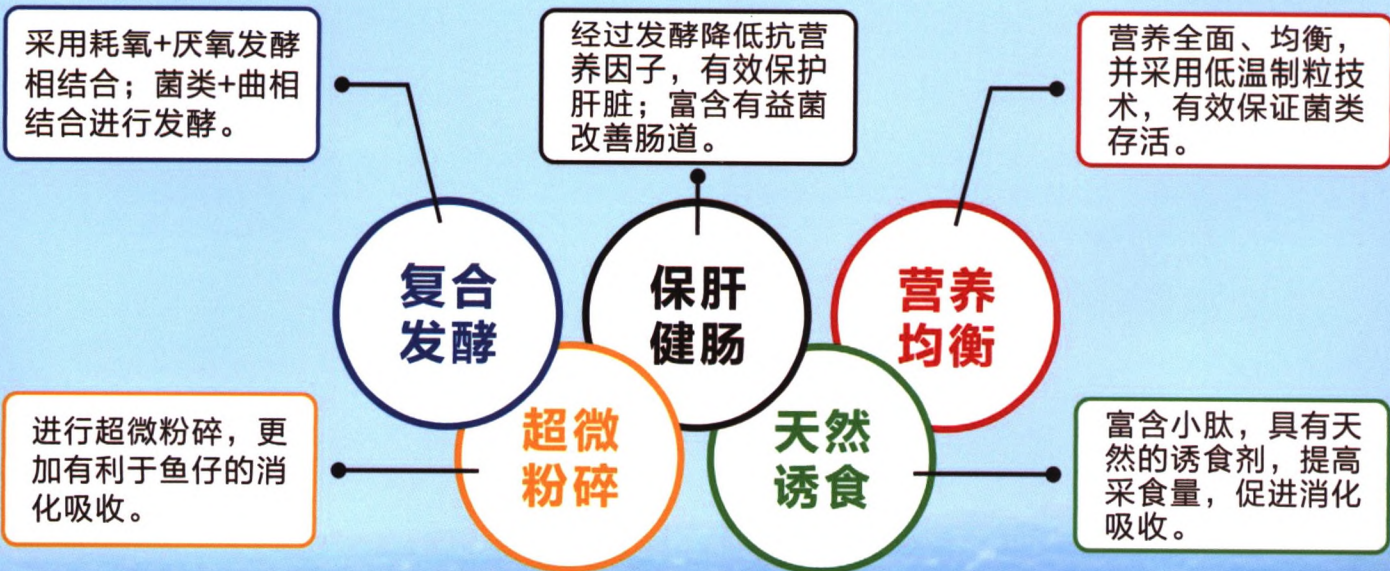 采用耗氧+厌氧发酵
相结合；菌类+曲相
结合进行发酵。
经过发酵降低抗营
养因子，有效保护
肝脏；富含有益菌
改善肠道。
营养全面、均衡，
并采用低温制粒技
术，有效保证菌类
存活。
复合
发酵
保肝
健肠
营养
均衡
超微
粉碎
天然
诱食
进行超微粉碎，更
加有利于鱼仔的消
化吸收。
富含小肽，具有天
然的诱食剂，提高
采食量，促进消化
吸收。